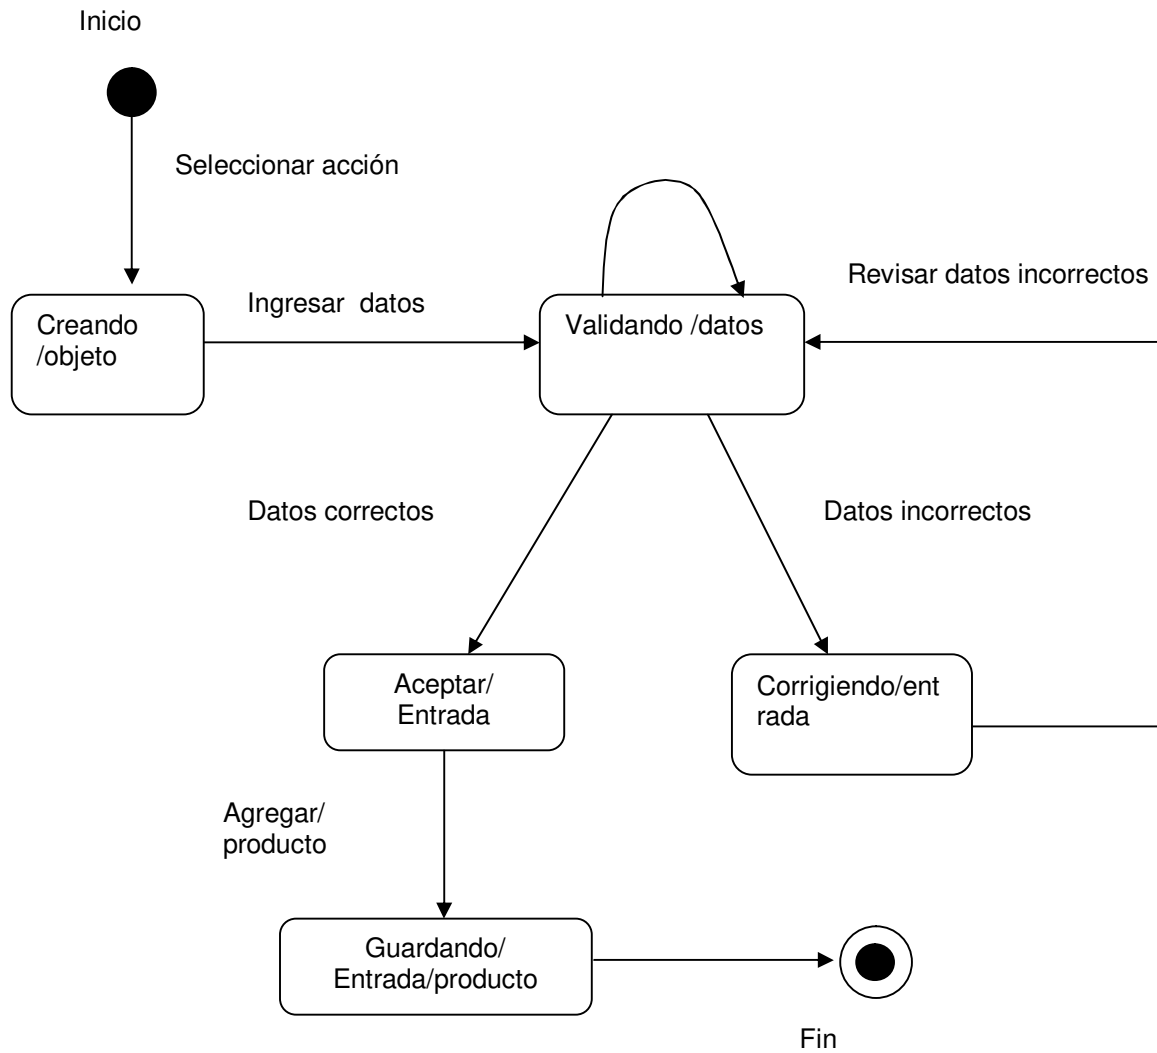 Inicio
Seleccionar acción
Revisar datos incorrectos
Ingresar  datos
Creando
/objeto
Validando /datos
Datos correctos
Datos incorrectos
Aceptar/
Entrada
Corrigiendo/ent
rada
Agregar/
producto
Guardando/
Entrada/producto
Fin